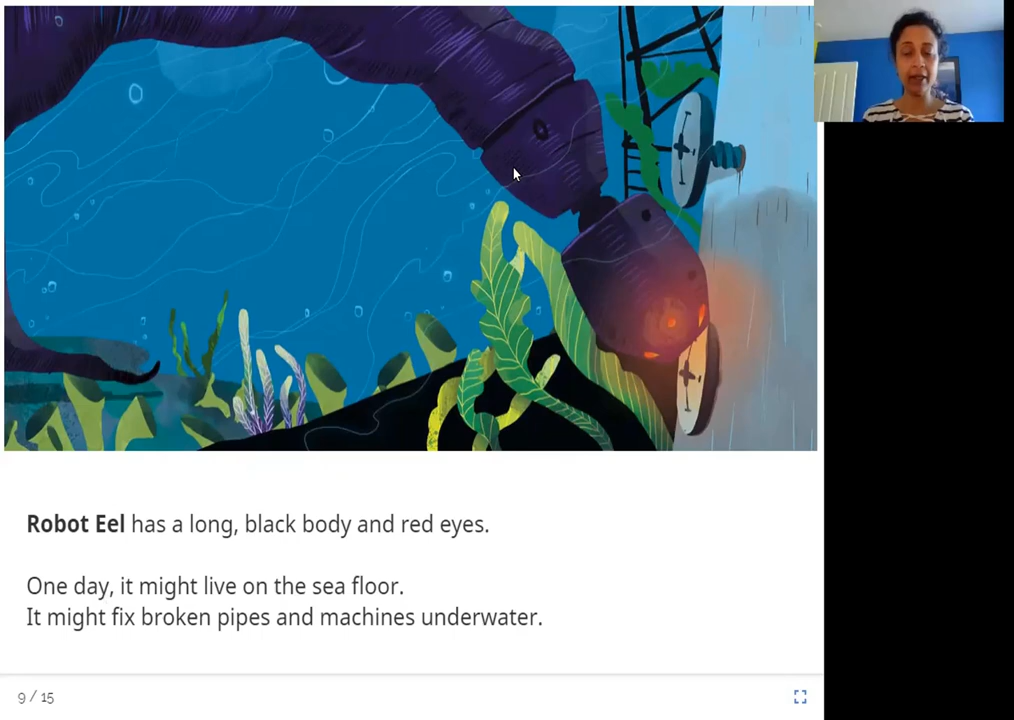 Robot Eel has a long, black body and red eyes.
One day, it might live on the sea floor.
It might fix broken pipes and machines underwater.
9 / 15